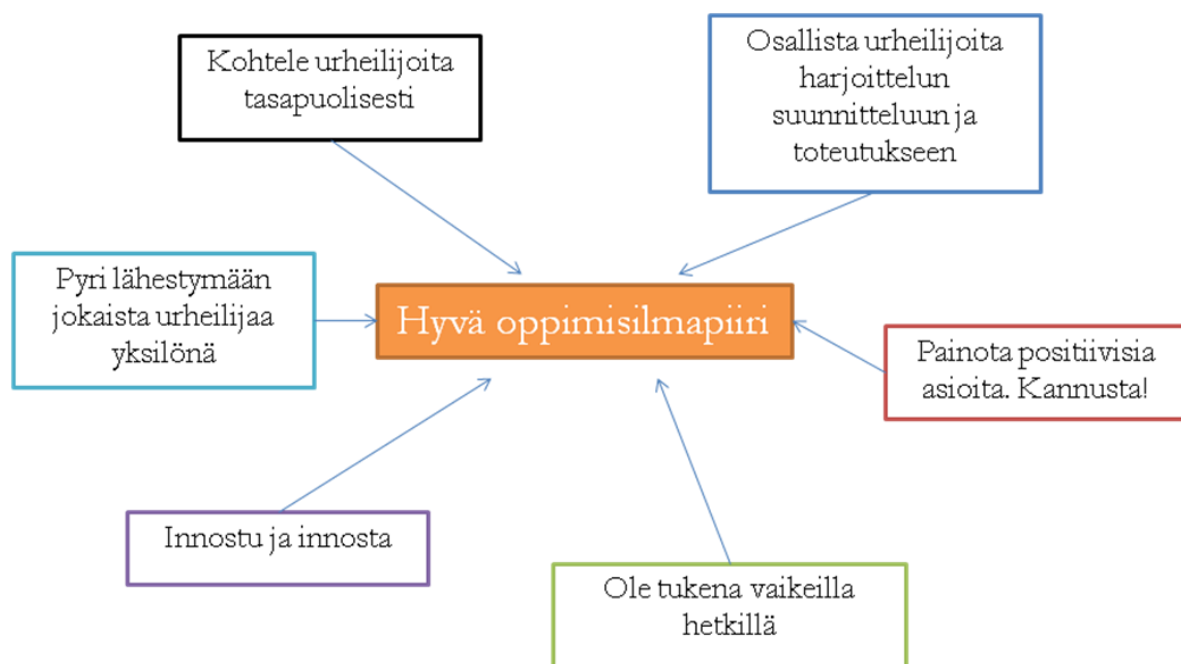 Kohtele urheilijoita
tasapuolisesti
Osallista urheilijoita
harjoittelun
suunnitteluun ja
toteutukseen
Pyri lähestymään
jokaista urheilijaa
yksilönä
Hyvä oppimisilmapiiri
Painota positiivisia
asioita. Kannusta!
Innostu ja innosta
Ole tukena vaikeilla
hetkillä